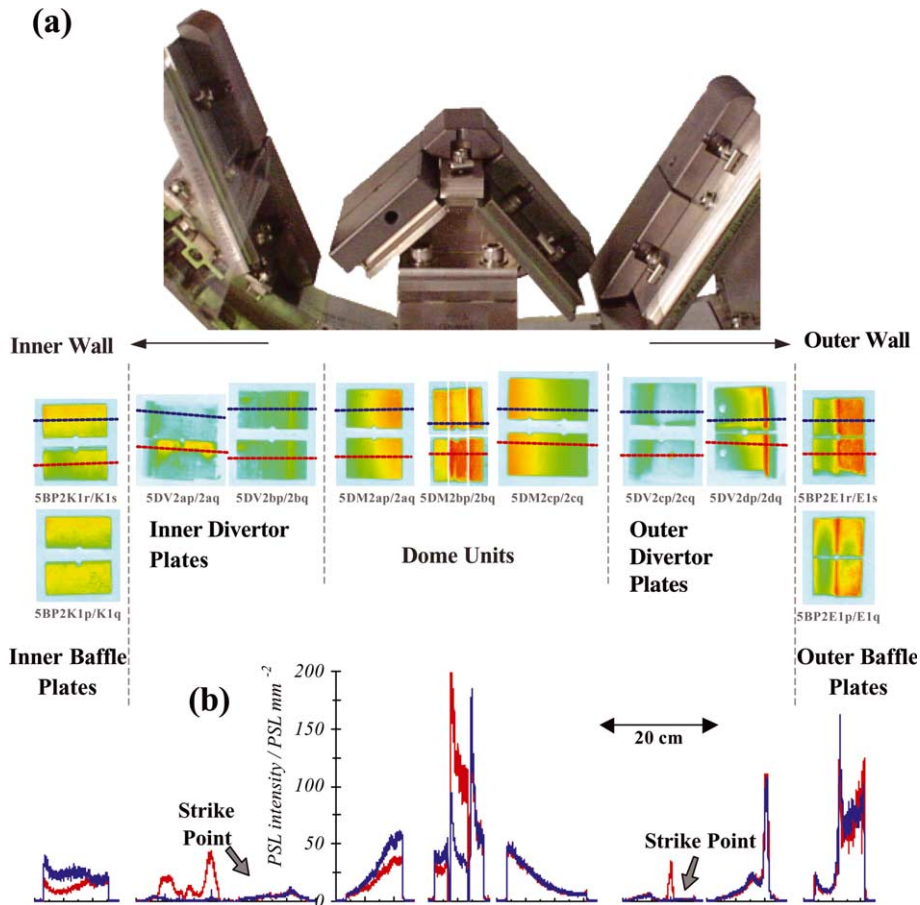 (a)
Inner Wall
Outer Wall
5BP2K1r/K1s
5DV2ap/2aq
5DV2bp/2bq
5DM2ap/2aq
5DM2bp/2bq
5DM2cp/2cq
5DV2cp/2cq
5DV2dp/2dq
5BP2E1r/E1s
Inner Divertor
Plates
Dome Units
Outer
Divertor
Plates
5BP2K1p/K1q
5BP2E1p/E1q
Inner Baffle
Plates
Outer Baffle
Plates
(b)
PSL intensity / PSL mm -2
200
150
100
50
0
20 cm
Strike
Point
Strike Point